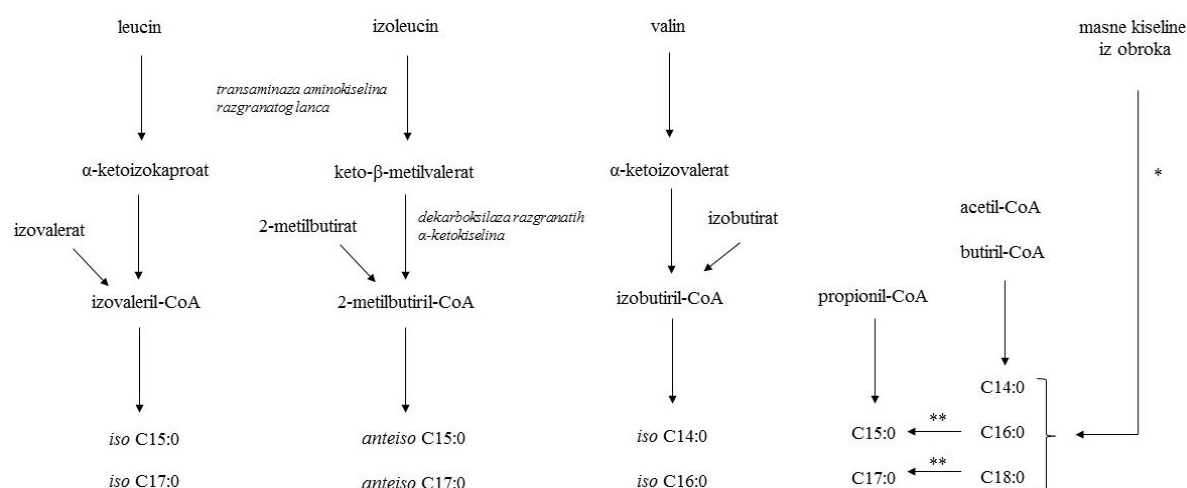 leucin
izoleucin
valin
masne kiseline
iz obroka
transaminaza aminokiselina
razgranatog lanca
α-ketoizokaproat
keto-β-metilvalerat
α-ketoizovalerat
*
izovalerat
2-metilbutirat
dekarboksilaza razgranatih
α-ketokiselina
izobutirat
acetil-CoA
butiril-CoA
izovaleril-CoA
2-metilbutiril-CoA
izobutiril-CoA
propionil-CoA
C14:0
iso C15:0
anteiso C15:0
iso C14:0
C15:0
**
C16:0
iso C17:0
anteiso C17:0
iso C16:0
C17:0
**
C18:0